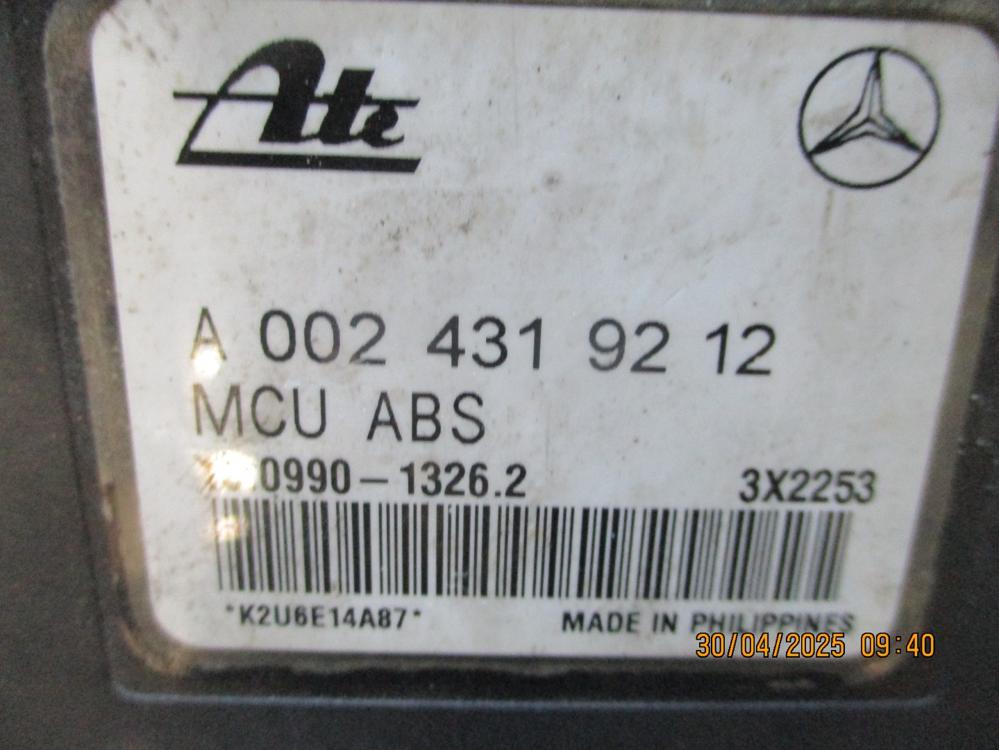 Ate
A 002 431 92 12
MCU ABS
0990-1326.2 3X2253
*K2U6E14A87* MADE IN PHILIPPINES
30/04/2025 09:40